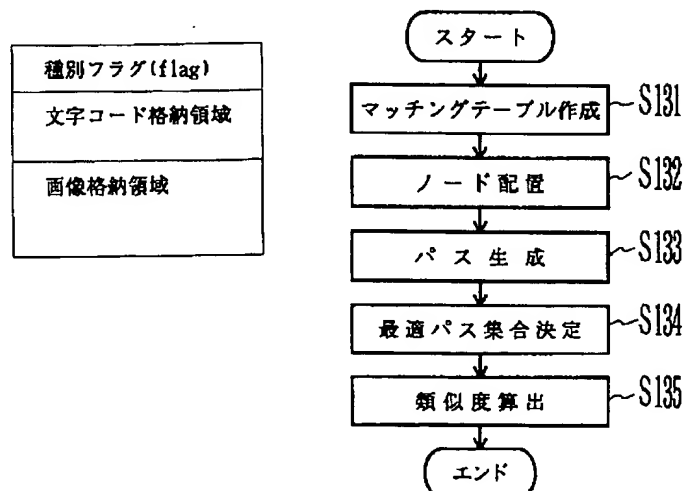 種別フラグ(flag)
文字コード格納領域
画像格納領域
スタート
マッチングテーブル作成 S131
ノード配置 S132
パス生成 S133
最適パス集合決定 S134
類似度算出 S135
エンド